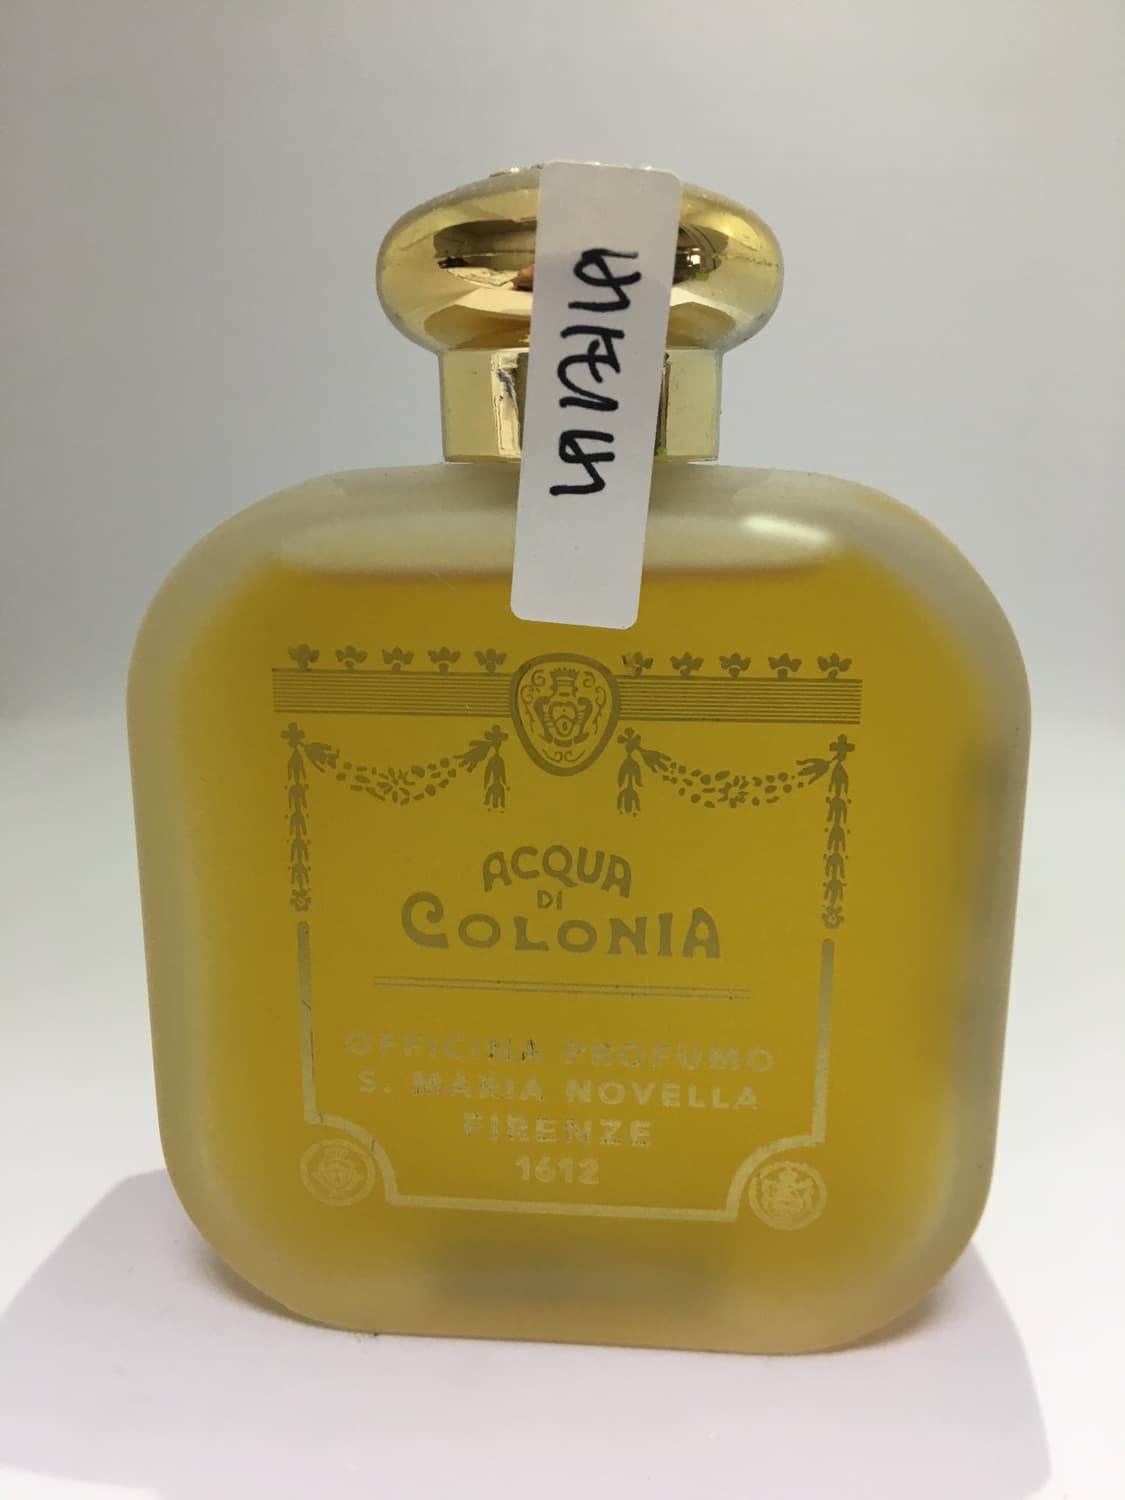 ACQUA
DI
COLONIA
OFFICINA PROFUMO
S. MARIA NOVELLA
FIRENZE
1612